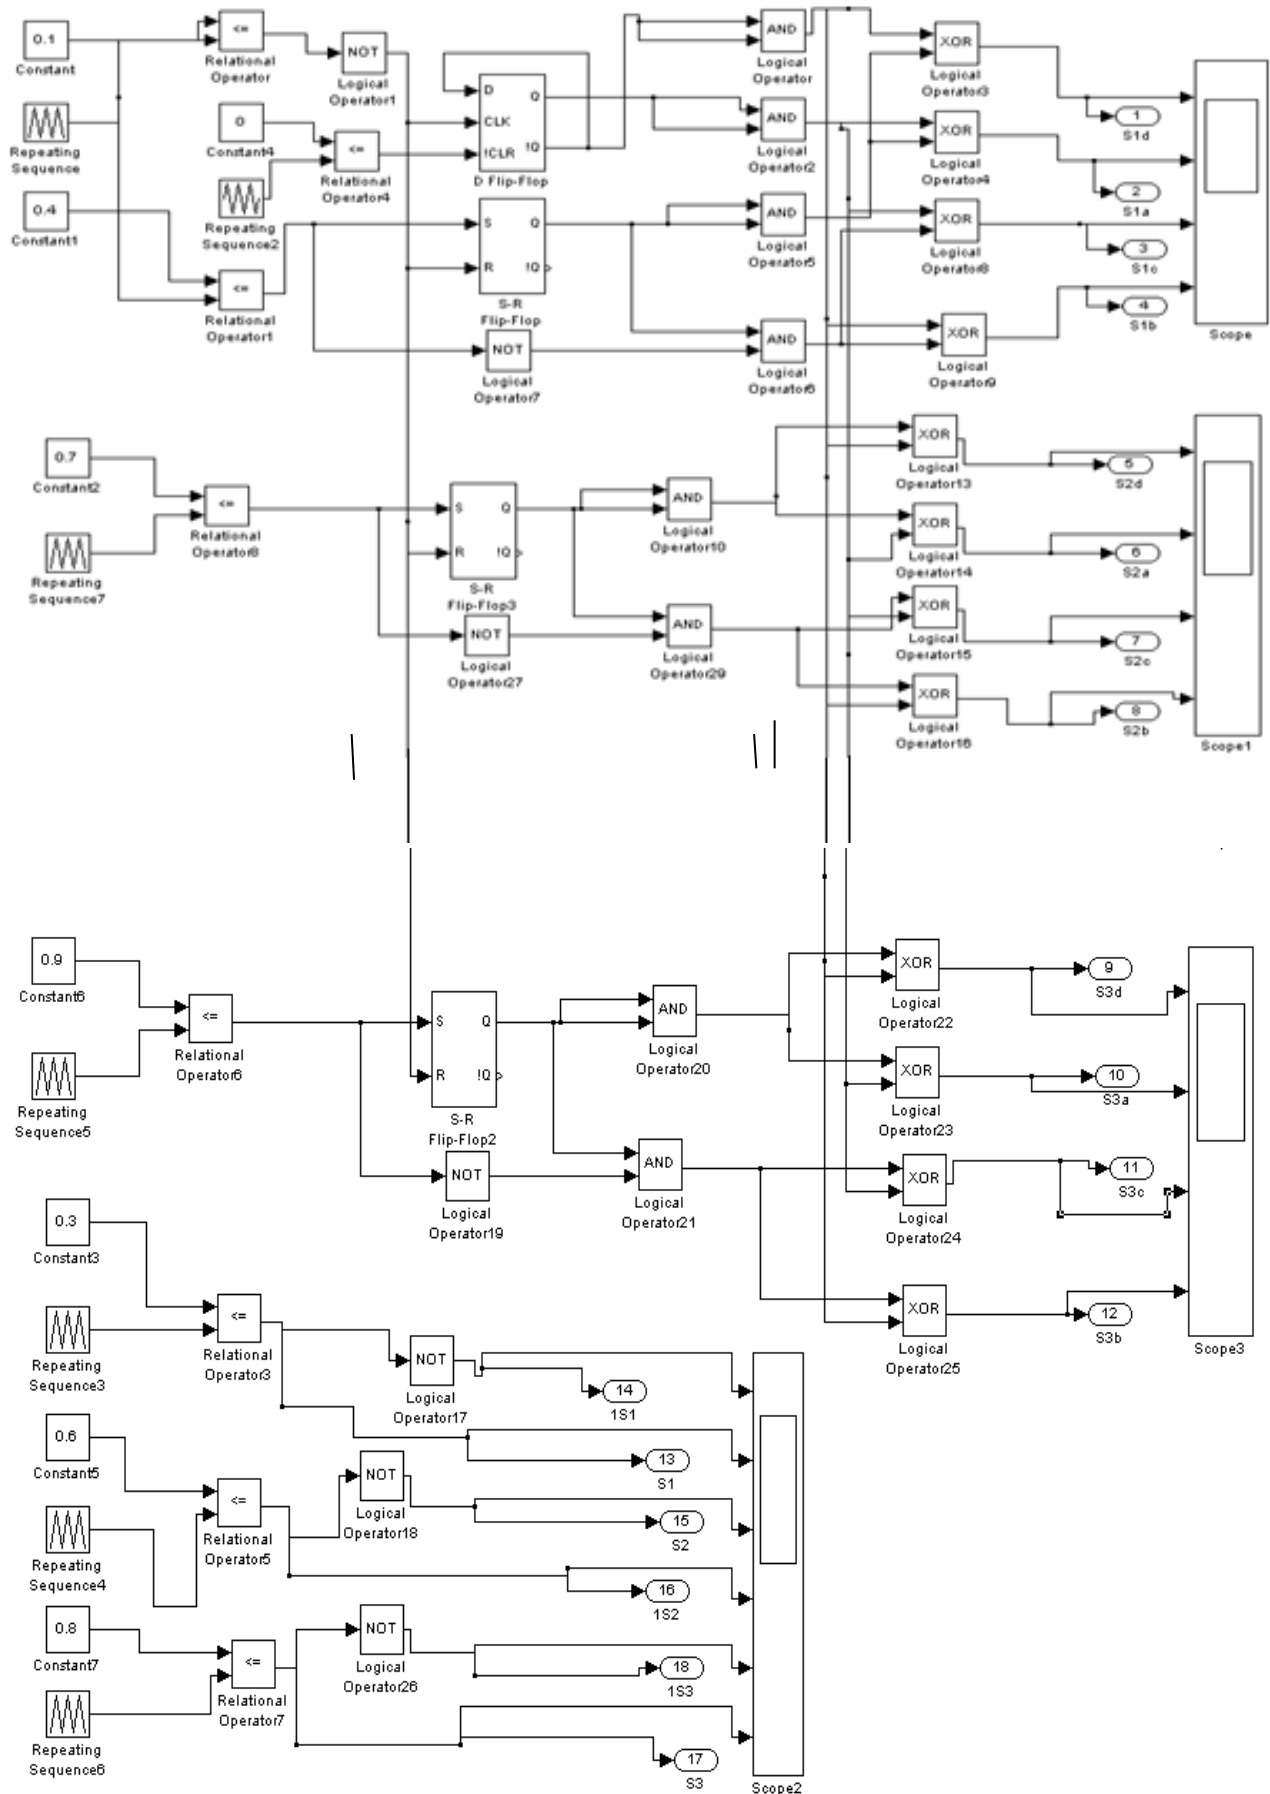 0.1
Constant
<=
Relational
Operator
NOT
Logical
Operator1
AND
Logical
Operator
XOR
Logical
Operator3
1
S1d
Repeating
Sequence
0
Constant4
<=
Relational
Operator4
D
CLK
!CLR
Q
!Q
D Flip-Flop
AND
Logical
Operator2
XOR
Logical
Operator4
2
S1a
0.4
Constant1
Repeating
Sequence2
<=
Relational
Operator1
S
R
Q
!Q
S-R
Flip-Flop
AND
Logical
Operator5
XOR
Logical
Operator8
3
S1c
NOT
Logical
Operator7
AND
Logical
Operator6
XOR
Logical
Operator9
4
S1b
Scope
0.7
Constant2
Repeating
Sequence7
<=
Relational
Operator8
S
R
Q
!Q
S-R
Flip-Flop3
NOT
Logical
Operator27
AND
Logical
Operator10
AND
Logical
Operator29
XOR
Logical
Operator13
5
S2d
XOR
Logical
Operator14
6
S2a
XOR
Logical
Operator15
7
S2c
XOR
Logical
Operator16
8
S2b
Scope1
0.9
Constant6
Repeating
Sequence5
<=
Relational
Operator6
S
R
Q
!Q
S-R
Flip-Flop2
NOT
Logical
Operator19
AND
Logical
Operator20
AND
Logical
Operator21
XOR
Logical
Operator22
9
S3d
XOR
Logical
Operator23
10
S3a
XOR
Logical
Operator24
11
S3c
XOR
Logical
Operator25
12
S3b
Scope3
0.3
Constant3
Repeating
Sequence3
<=
Relational
Operator3
NOT
Logical
Operator17
14
1S1
13
S1
0.6
Constant5
Repeating
Sequence4
<=
Relational
Operator5
NOT
Logical
Operator18
15
S2
16
1S2
0.8
Constant7
Repeating
Sequence6
<=
Relational
Operator7
NOT
Logical
Operator26
18
1S3
17
S3
Scope2